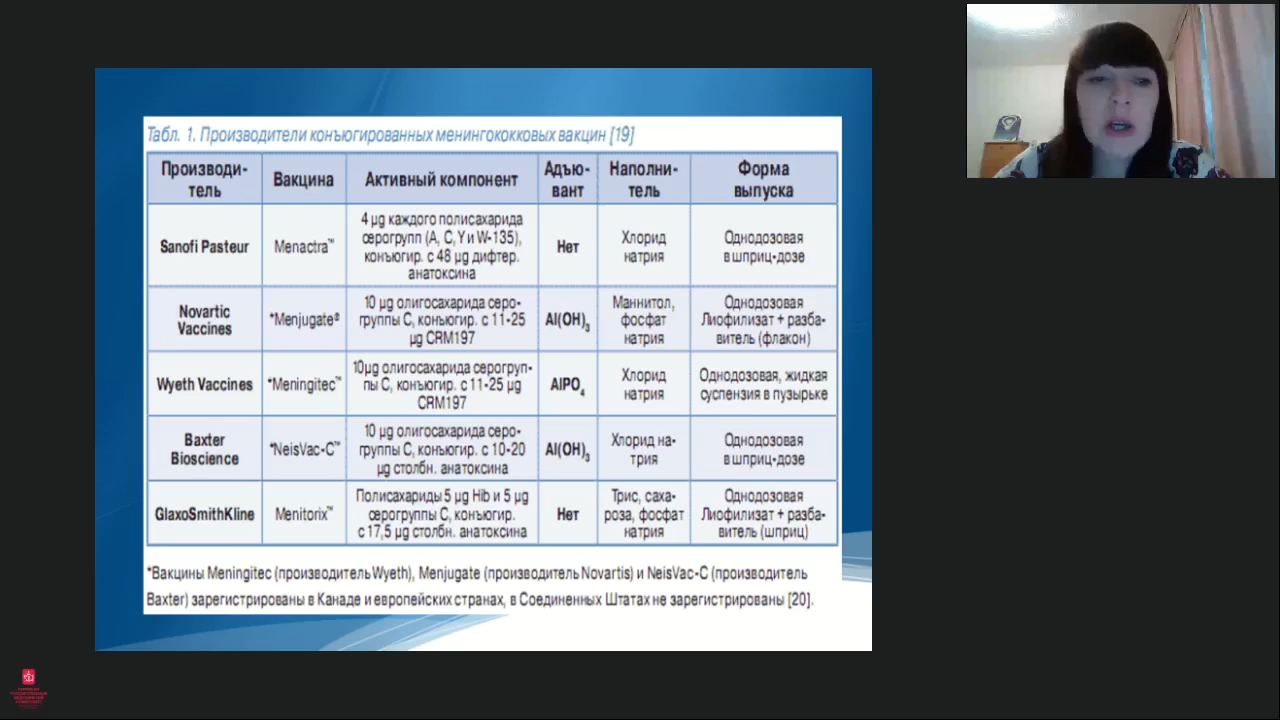 Табл. 1. Производители конъюгированных менингококковых вакцин [19]
Производи-
тель
Вакцина
Активный компонент
Адъю-
вант
Наполни-
тель
Форма
выпуска
Sanofi Pasteur
Menactra™
4 µg каждого полисахарида
серогрупп (A, C, Y и W-135),
конъюгир. с 48 µg дифтер.
анатоксина
Нет
Хлорид
натрия
Однодозовая
в шприц-дозе
Novartic
Vaccines
*Menjugate®
10 µg олигосахарида серо-
группы С, конъюгир. с 11-25
µg CRM197
Al(OH)₃
Маннитол,
фосфат
натрия
Однодозовая
Лиофилизат + разба-
витель (флакон)
Wyeth Vaccines
*Meningitec™
10µg олигосахарида серогруп-
пы С, конъюгир. с 11-25 µg
CRM197
AlPO₄
Хлорид
натрия
Однодозовая, жидкая
суспензия в пузырьке
Baxter
Bioscience
*NeisVac-C™
10 µg олигосахарида серо-
группы С, конъюгир. с 10-20
µg столбн. анатоксина
Al(OH)₃
Хлорид на-
трия
Однодозовая
в шприц-дозе
GlaxoSmithKline
Menitorix™
Полисахариды 5 µg Hib и 5 µg
серогруппы С, конъюгир.
с 17,5 µg столбн. анатоксина
Нет
Трис, саха-
роза, фосфат
натрия
Однодозовая
Лиофилизат + разба-
витель (шприц)
*Вакцины Meningitec (производитель Wyeth), Menjugate (производитель Novartis) и NeisVac-C (производитель
Baxter) зарегистрированы в Канаде и европейских странах, в Соединенных Штатах не зарегистрированы [20].